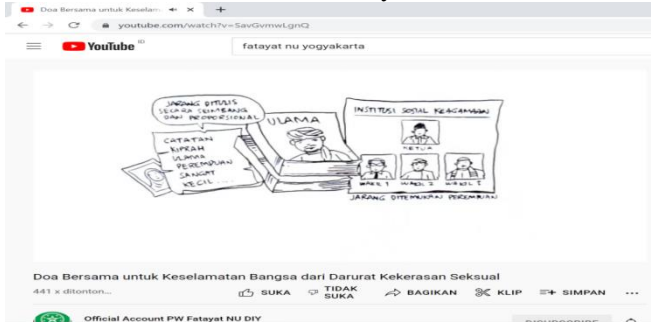 Doa Bersama untuk Keselam
youtube.com/watch?v=SavGvmwLgnQ
YouTube ID
fatayat nu yogyakarta
JARANG DITULIS
SECARA SEIMBANG
DAN PROPORSIONAL
CATATAN
KIPRAH
ULAMA
PEREMPUAN
SANGAT
KECIL....
ULAMA
INSTITUSI SOSIAL KEAGAMAAN
KETUA
WAKIL 1 WAKIL 2 WAKIL 3
JARANG DITEMUKAN PEREMPUAN
Doa Bersama untuk Keselamatan Bangsa dari Darurat Kekerasan Seksual
441 x ditonton...
SUKA
TIDAK
SUKA
BAGIKAN
KLIP
SIMPAN
Official Account PW Fatayat NU DIY
DISUBSCRIBE